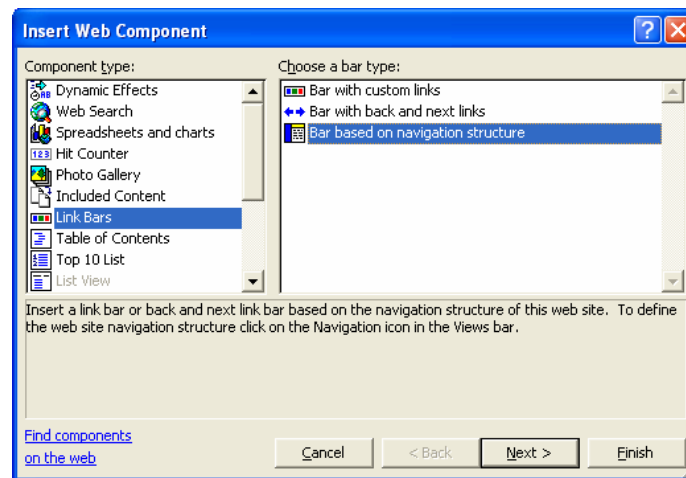 Insert Web Component
Component type:
Dynamic Effects
Web Search
Spreadsheets and charts
123 Hit Counter
Photo Gallery
Included Content
Link Bars
Table of Contents
Top 10 List
List View
Choose a bar type:
Bar with custom links
Bar with back and next links
Bar based on navigation structure
Insert a link bar or back and next link bar based on the navigation structure of this web site. To define
the web site navigation structure click on the Navigation icon in the Views bar.
Find components
on the web
Cancel
< Back
Next >
Finish